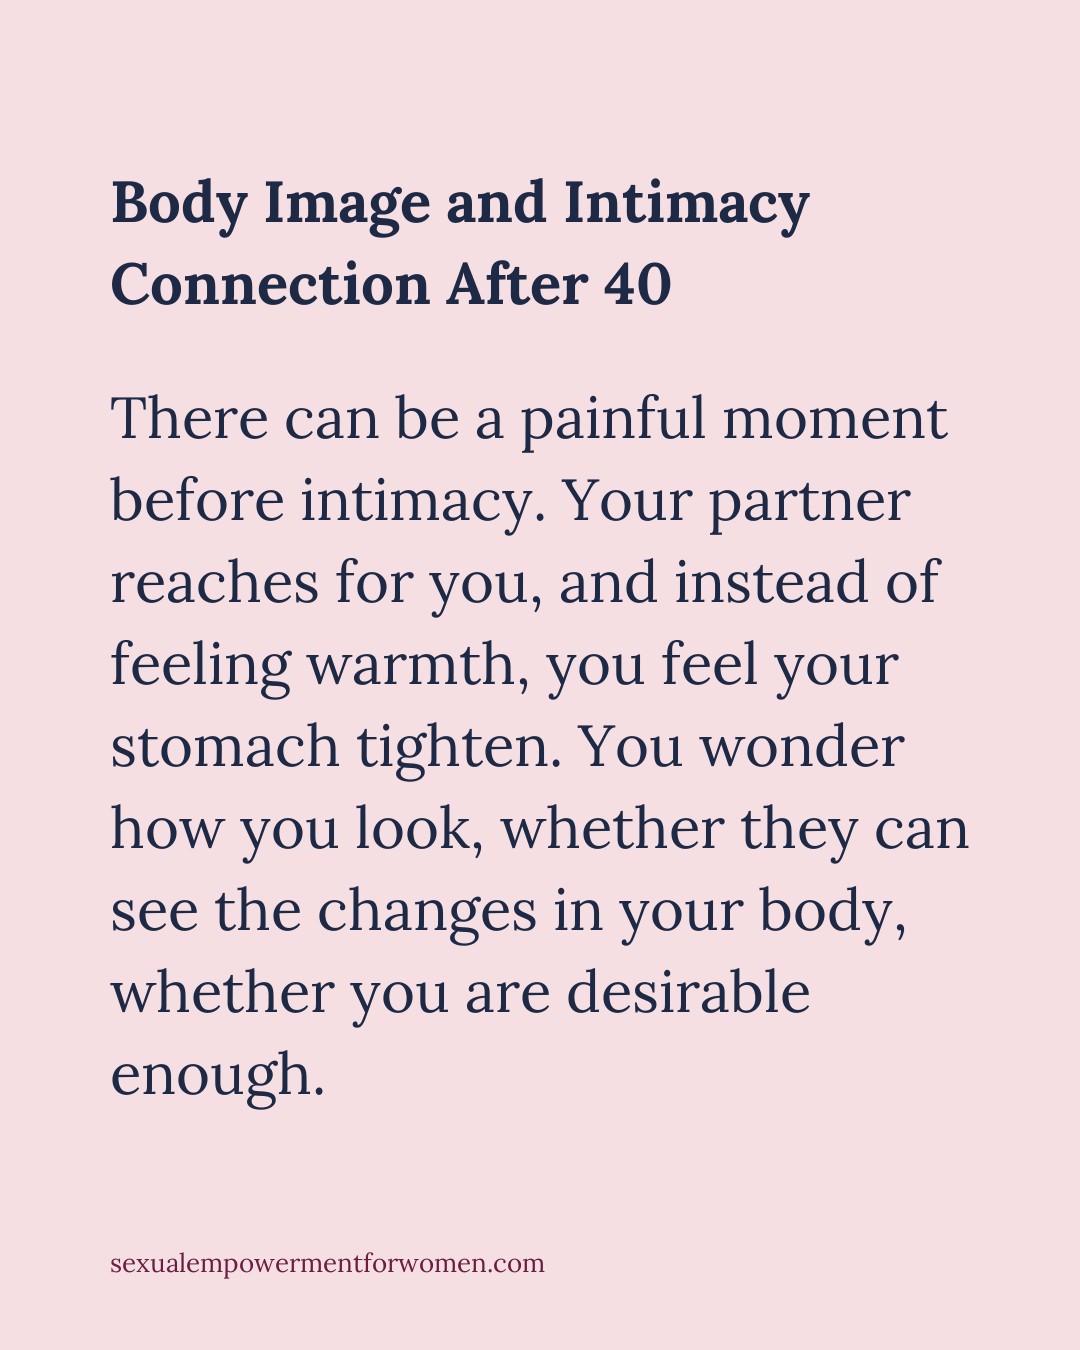 Body Image and Intimacy
Connection After 40
There can be a painful moment
before intimacy. Your partner
reaches for you, and instead of
feeling warmth, you feel your
stomach tighten. You wonder
how you look, whether they can
see the changes in your body,
whether you are desirable
enough.
sexualempowermentforwomen.com